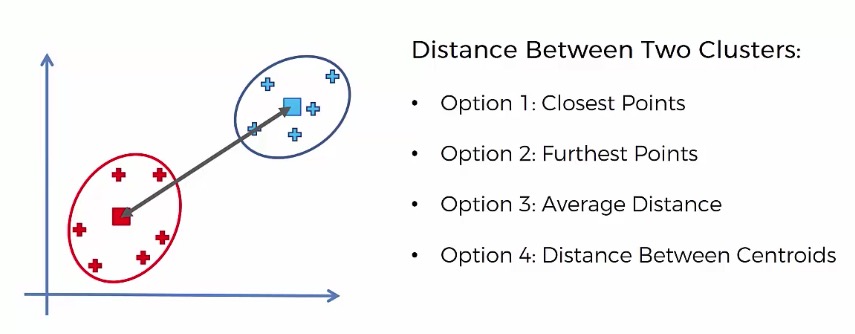 Distance Between Two Clusters:
• Option 1: Closest Points
• Option 2: Furthest Points
• Option 3: Average Distance
• Option 4: Distance Between Centroids